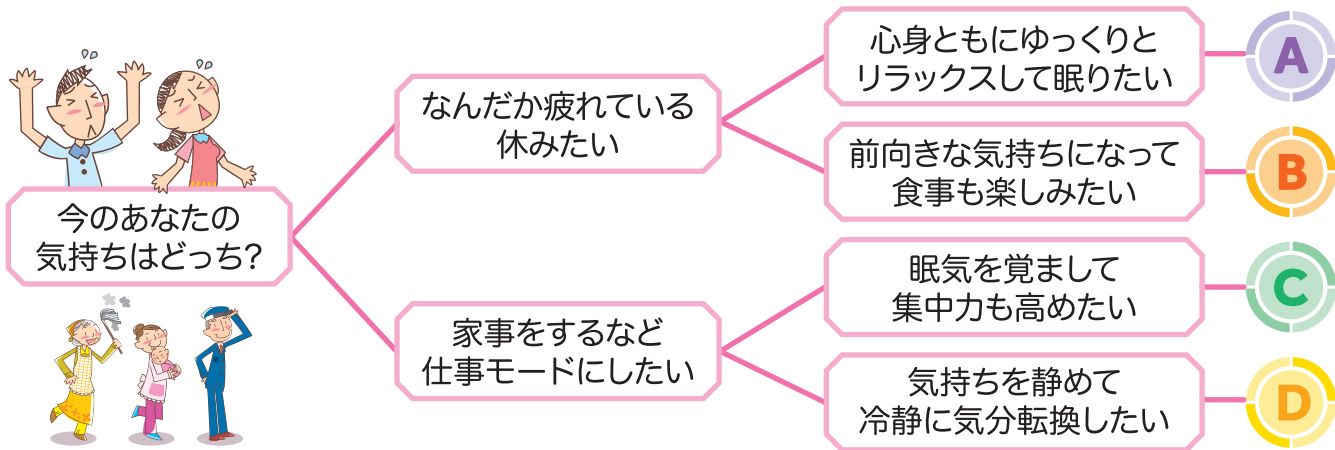 今のあなたの
気持ちはどっち?
なんだか疲れている
休みたい
家事をするなど
仕事モードにしたい
心身ともにゆっくりと
リラックスして眠りたい
A
前向きな気持ちになって
食事も楽しみたい
B
眠気を覚まして
集中力も高めたい
C
気持ちを静めて
冷静に気分転換したい
D